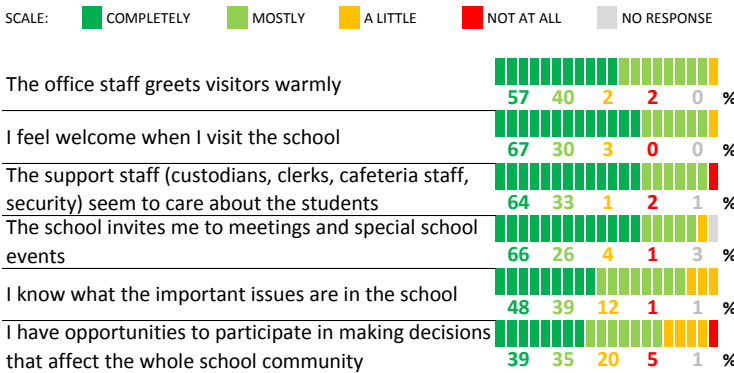 SCALE: COMPLETELY MOSTLY A LITTLE NOT AT ALL NO RESPONSE
The office staff greets visitors warmly
57 40 2 2 0 %
I feel welcome when I visit the school
67 30 3 0 0 %
The support staff (custodians, clerks, cafeteria staff,
security) seem to care about the students
64 33 1 2 1 %
The school invites me to meetings and special school
events
66 26 4 1 3 %
I know what the important issues are in the school
48 39 12 1 1 %
I have opportunities to participate in making decisions
that affect the whole school community
39 35 20 5 1 %